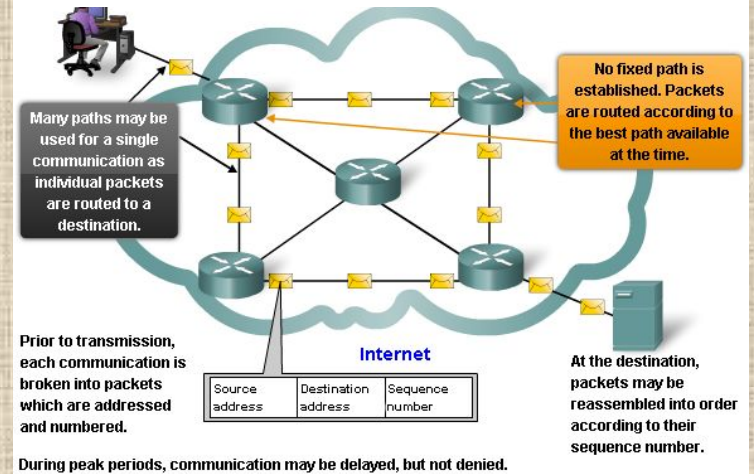 No fixed path is
established. Packets
are routed according to
the best path available
at the time.
Many paths may be
used for a single
communication as
individual packets
are routed to a
destination.
Prior to transmission,
each communication is
broken into packets
which are addressed
and numbered.
Internet
Source address
Destination address
Sequence number
At the destination,
packets may be
reassembled into order
according to their
sequence number.
During peak periods, communication may be delayed, but not denied.